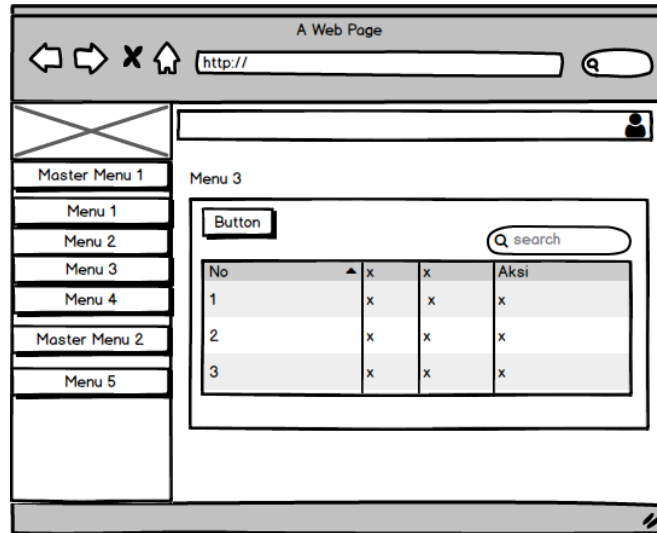 A Web Page
http://
Master Menu 1
Menu 1
Menu 2
Menu 3
Menu 4
Master Menu 2
Menu 5
Menu 3
Button
search
No x x Aksi
1 x x x
2 x x x
3 x x x